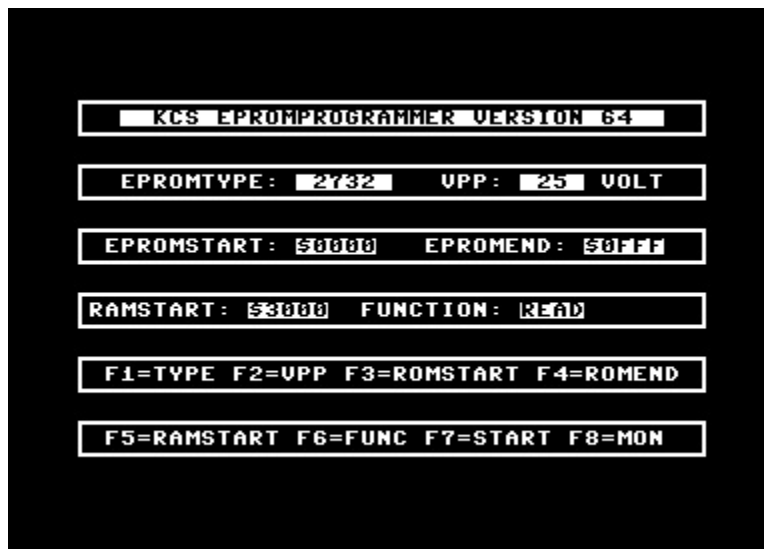 KCS EPROMPROGRAMMER VERSION 64
EPROMTYPE: 2732 VPP: 25 VOLT
EPROMSTART: $0000 EPROMEND: $0FFF
RAMSTART: $3000 FUNCTION: READ
F1=TYPE F2=VPP F3=ROMSTART F4=ROMEND
F5=RAMSTART F6=FUNC F7=START F8=MON